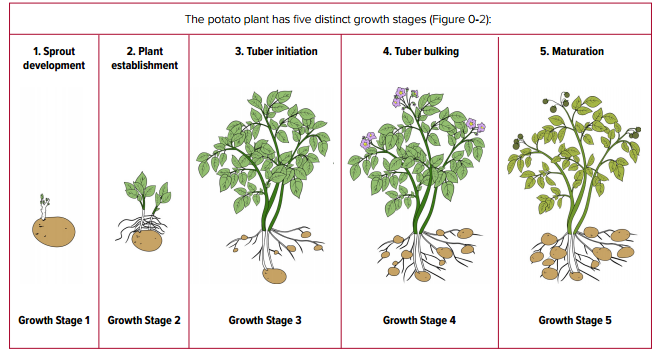 The potato plant has five distinct growth stages (Figure 0-2):
1. Sprout
development
2. Plant
establishment
3. Tuber initiation
4. Tuber bulking
5. Maturation
Growth Stage 1
Growth Stage 2
Growth Stage 3
Growth Stage 4
Growth Stage 5